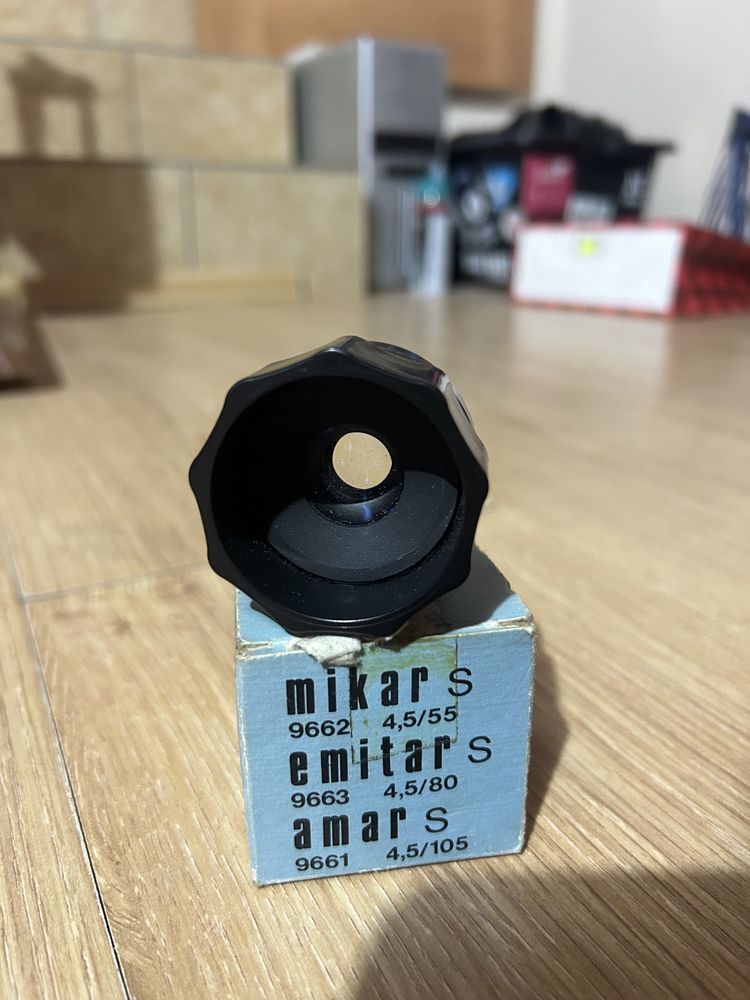 mikar S
9662 4,5/55
emitar S
9663 4,5/80
amar S
9661 4,5/105